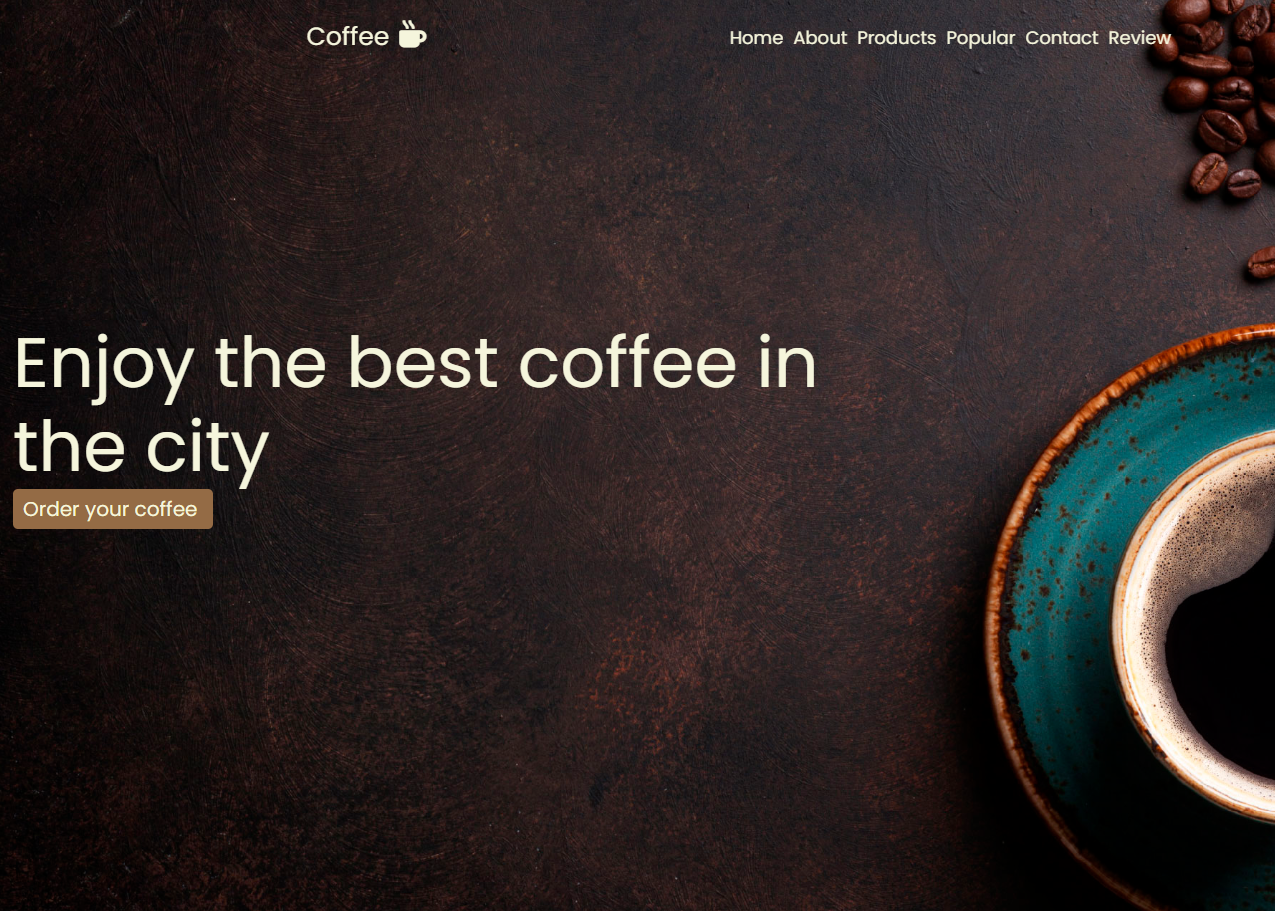 Coffee
Home About Products Popular Contact Review
Enjoy the best coffee in
the city
Order your coffee